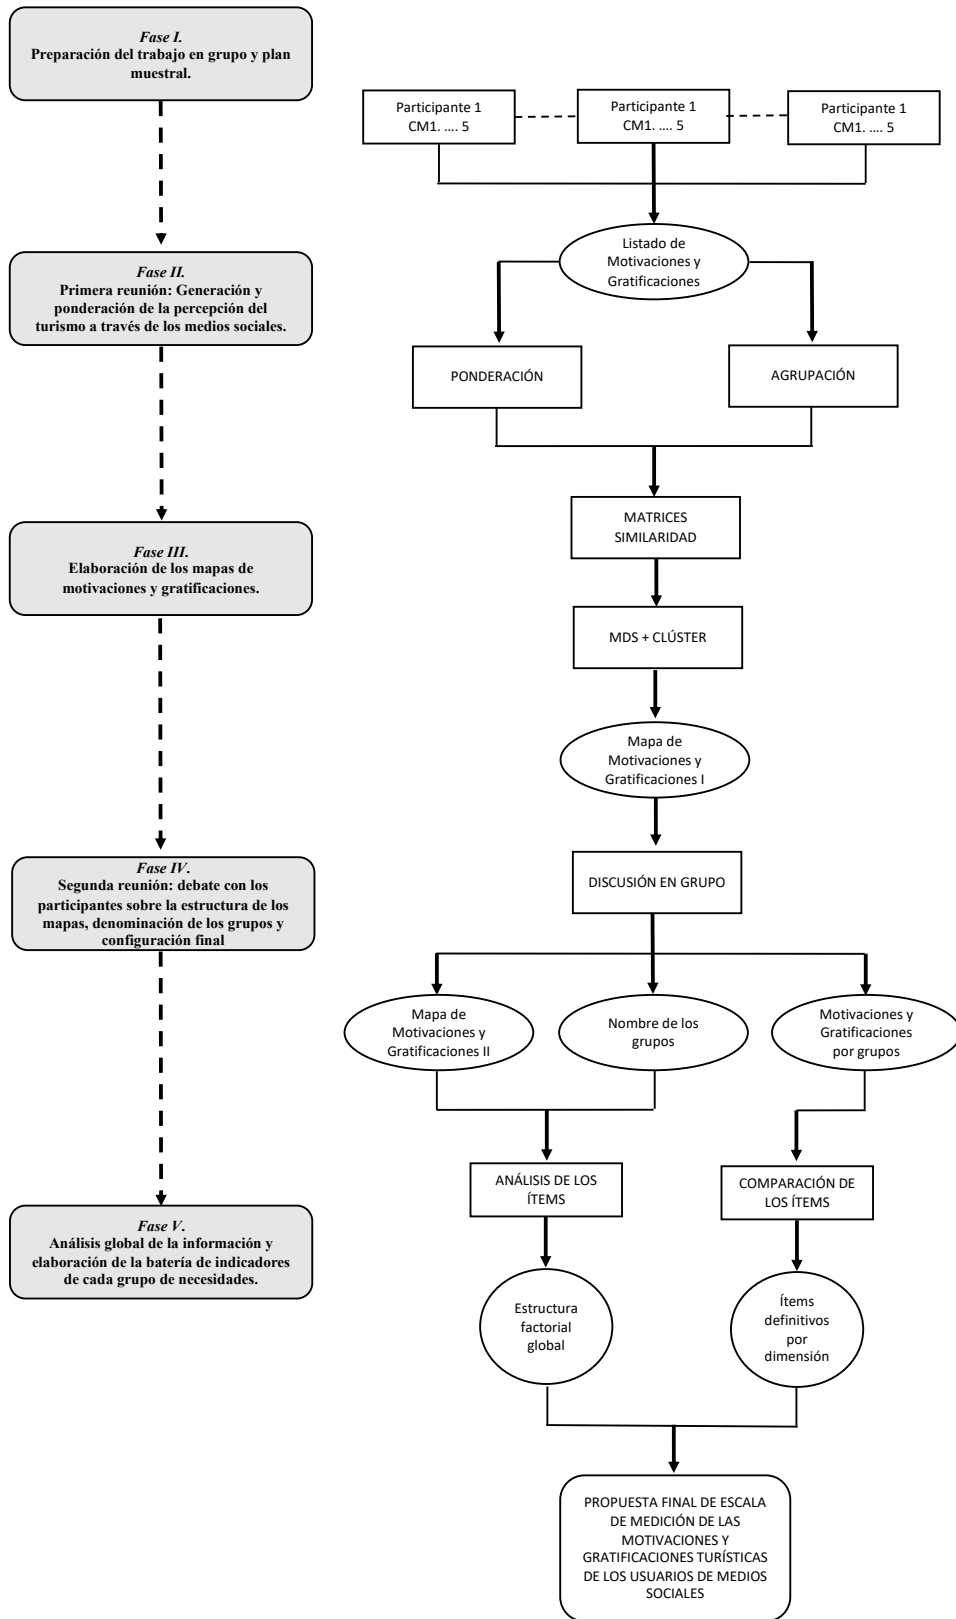 Fase I.
Preparación del trabajo en grupo y plan
muestral.
Fase II.
Primera reunión: Generación y
ponderación de la percepción del
turismo a través de los medios sociales.
Fase III.
Elaboración de los mapas de
motivaciones y gratificaciones.
Fase IV.
Segunda reunión: debate con los
participantes sobre la estructura de los
mapas, denominación de los grupos y
configuración final
Fase V.
Análisis global de la información y
elaboración de la batería de indicadores
de cada grupo de necesidades.
Participante 1
CM1. .... 5
Participante 1
CM1. .... 5
Participante 1
CM1. .... 5
Listado de
Motivaciones y
Gratificaciones
PONDERACIÓN
AGRUPACIÓN
MATRICES
SIMILARIDAD
MDS + CLÚSTER
Mapa de
Motivaciones y
Gratificaciones I
DISCUSIÓN EN GRUPO
Mapa de
Motivaciones y
Gratificaciones II
Nombre de los
grupos
Motivaciones y
Gratificaciones
por grupos
ANÁLISIS DE LOS
ÍTEMS
COMPARACIÓN DE
LOS ÍTEMS
Estructura
factorial
global
Ítems
definitivos
por
dimensión
PROPUESTA FINAL DE ESCALA
DE MEDICIÓN DE LAS
MOTIVACIONES Y
GRATIFICACIONES TURÍSTICAS
DE LOS USUARIOS DE MEDIOS
SOCIALES